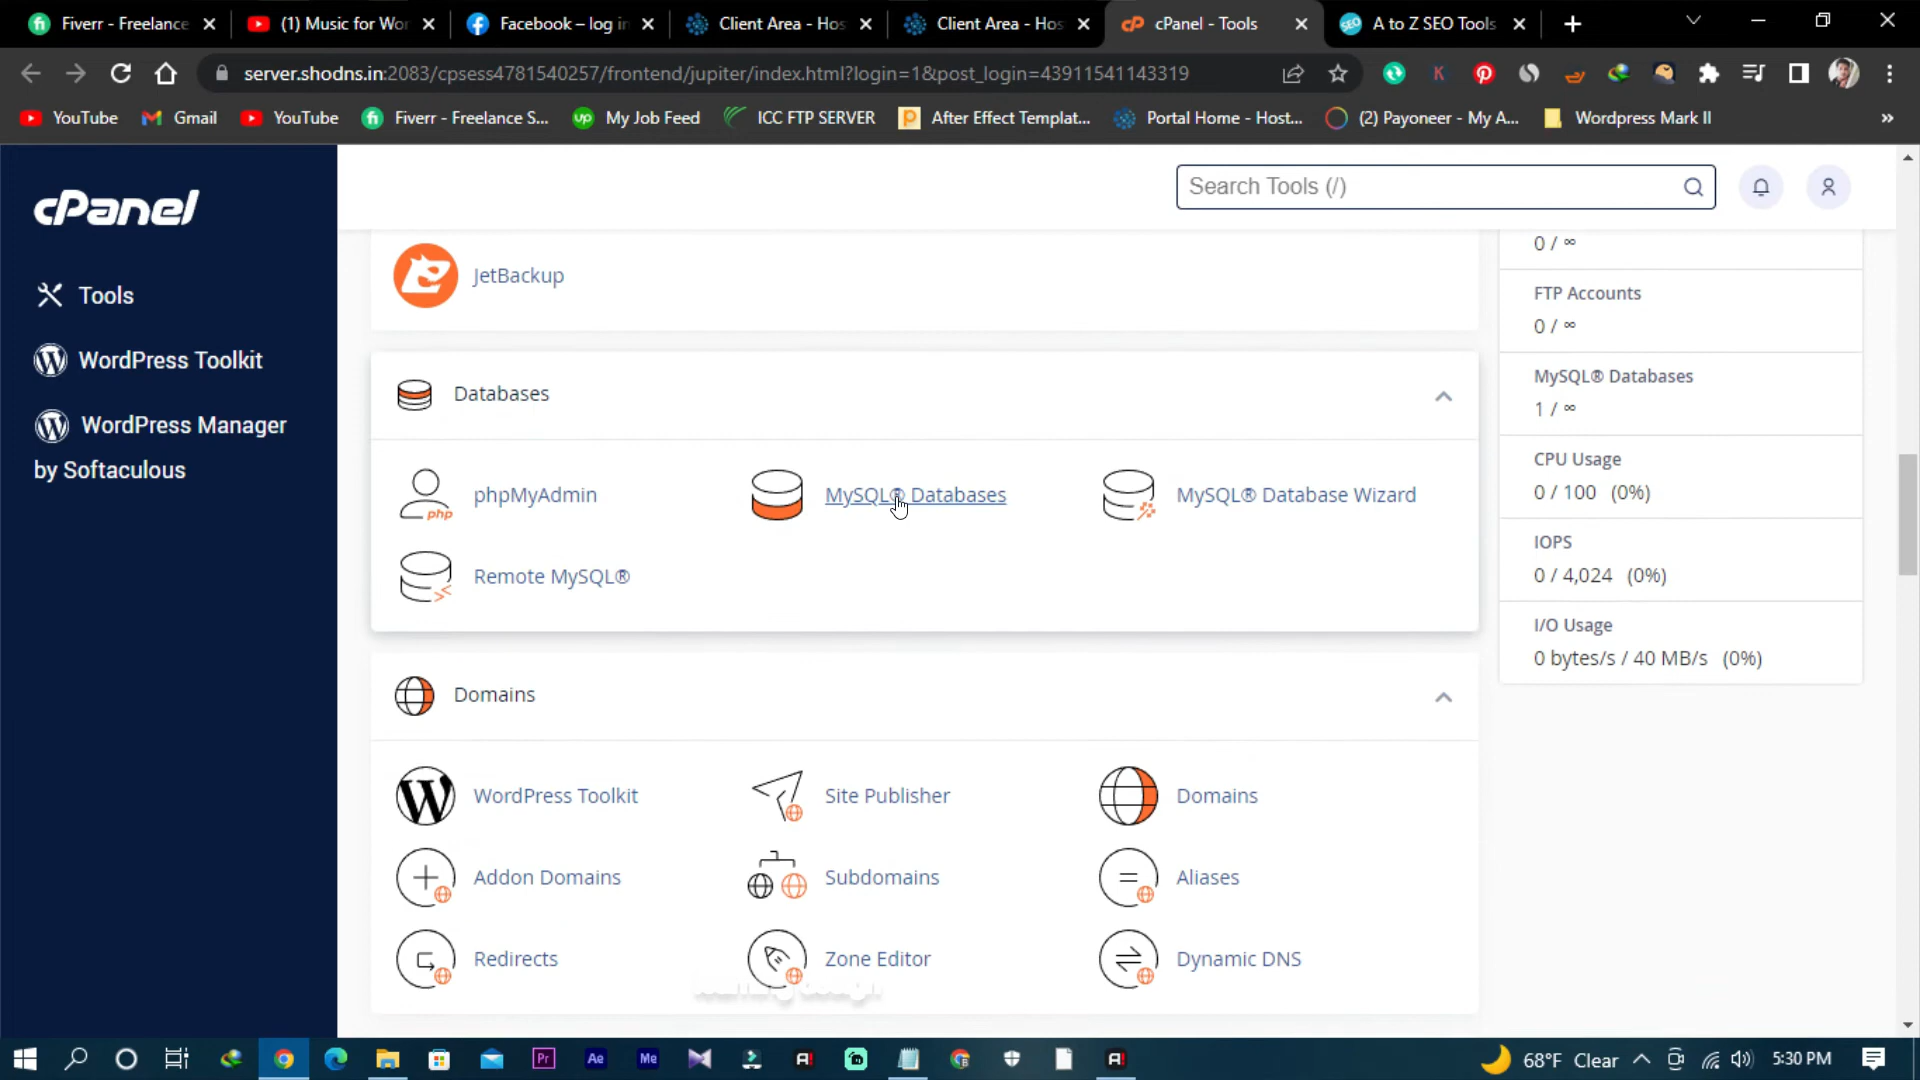 Fiverr - Freelance
(1) Music for Wor
Facebook – log in
Client Area - Hos
Client Area - Hos
cPanel - Tools
A to Z SEO Tools
server.shodns.in:2083/cpsess4781540257/frontend/jupiter/index.html?login=1&post_login=43911541143319
YouTube
Gmail
YouTube
Fiverr - Freelance S...
My Job Feed
ICC FTP SERVER
After Effect Templat...
Portal Home - Host...
(2) Payoneer - My A...
Wordpress Mark II
»
cPanel
Search Tools (/)
Tools
WordPress Toolkit
WordPress Manager
by Softaculous
JetBackup
Databases
phpMyAdmin
MySQL® Databases
MySQL® Database Wizard
Remote MySQL®
Domains
WordPress Toolkit
Site Publisher
Domains
Addon Domains
Subdomains
Aliases
Redirects
Zone Editor
Dynamic DNS
0 / ∞
FTP Accounts
0 / ∞
MySQL® Databases
1 / ∞
CPU Usage
0 / 100 (0%)
IOPS
0 / 4,024 (0%)
I/O Usage
0 bytes/s / 40 MB/s (0%)
68°F Clear
5:30 PM